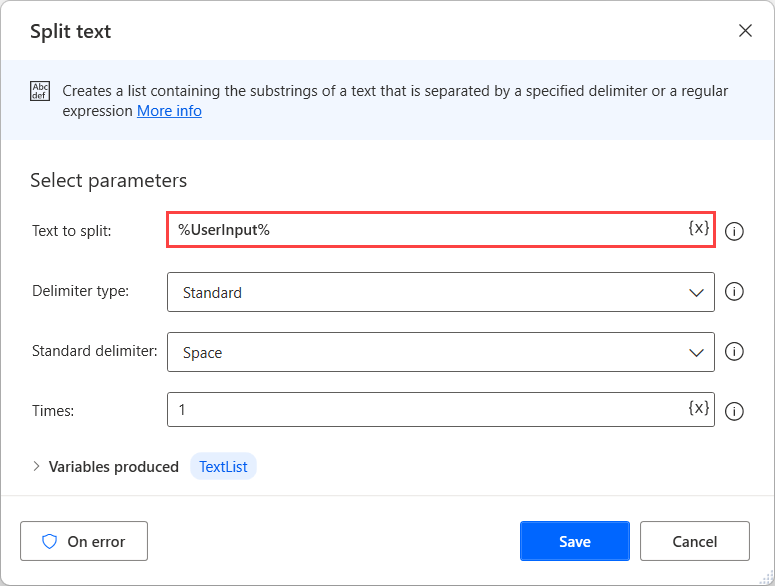 Split text
Abc
def
Creates a list containing the substrings of a text that is separated by a specified delimiter or a regular
expression More info
Select parameters
Text to split: %UserInput% {x}
Delimiter type: Standard
Standard delimiter: Space
Times: 1 {x}
Variables produced TextList
On error Save Cancel